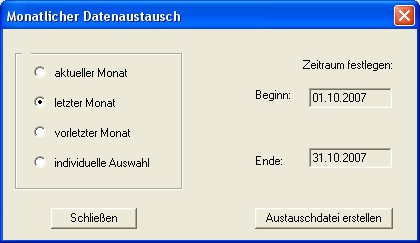 Monatlicher Datenaustausch
aktueller Monat
letzter Monat
vorletzter Monat
individuelle Auswahl
Zeitraum festlegen:
Beginn: 01.10.2007
Ende: 31.10.2007
Schließen
Austauschdatei erstellen